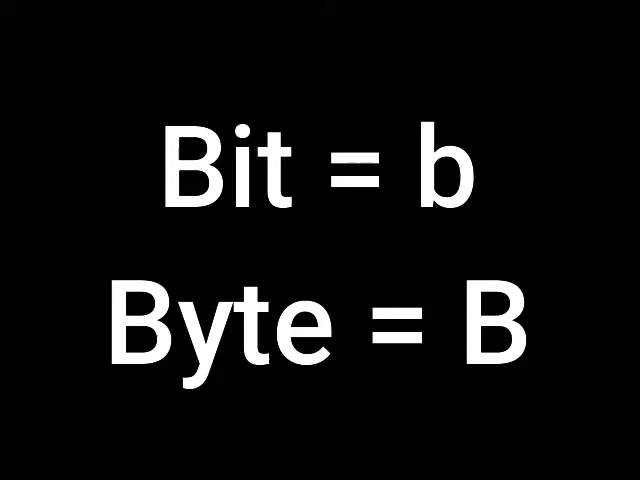 Bit = b
Byte = B